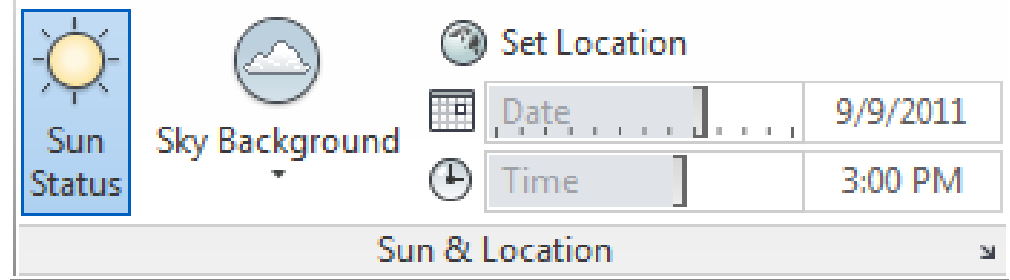 Sun
Status
Sky Background
Set Location
Date
9/9/2011
Time
3:00 PM
Sun & Location